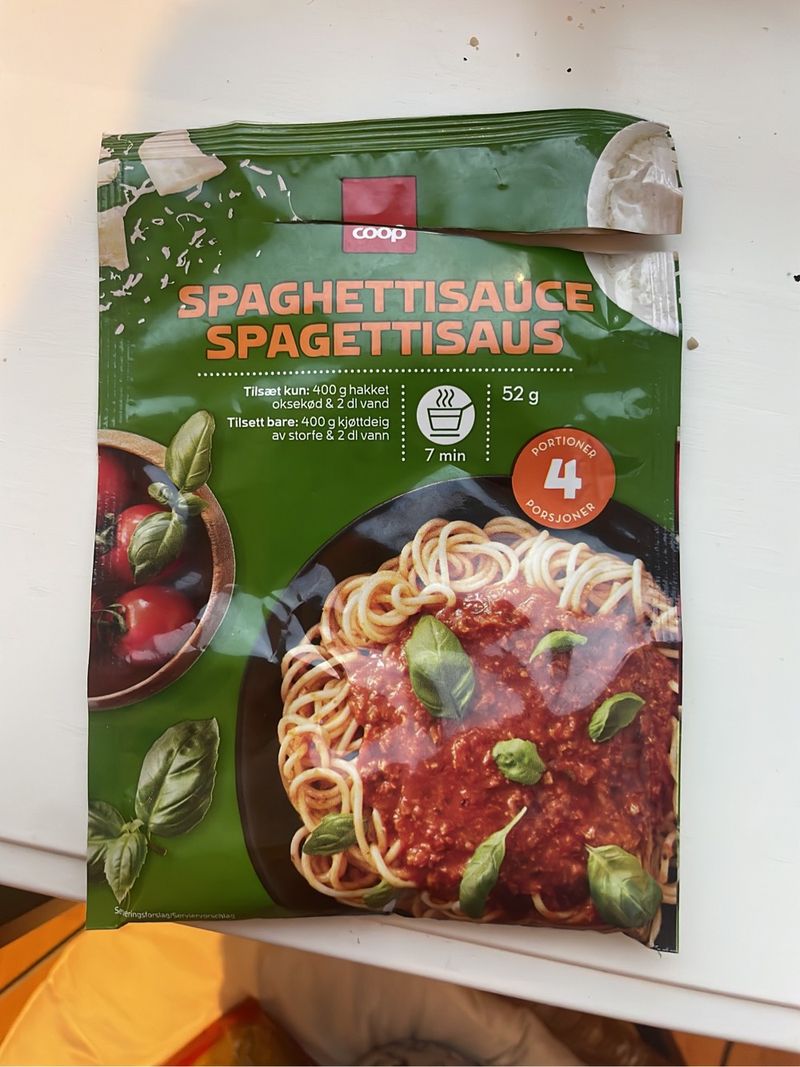 coop
SPAGHETTISAUCE
SPAGETTISAUS
Tilsæt kun: 400 g hakket
oksekød & 2 dl vand
Tilsett bare: 400 g kjøttdeig
av storfe & 2 dl vann
7 min
52 g
PORTIONER
4
PORSJONER
Serveringsforslag/Serviervorschlag